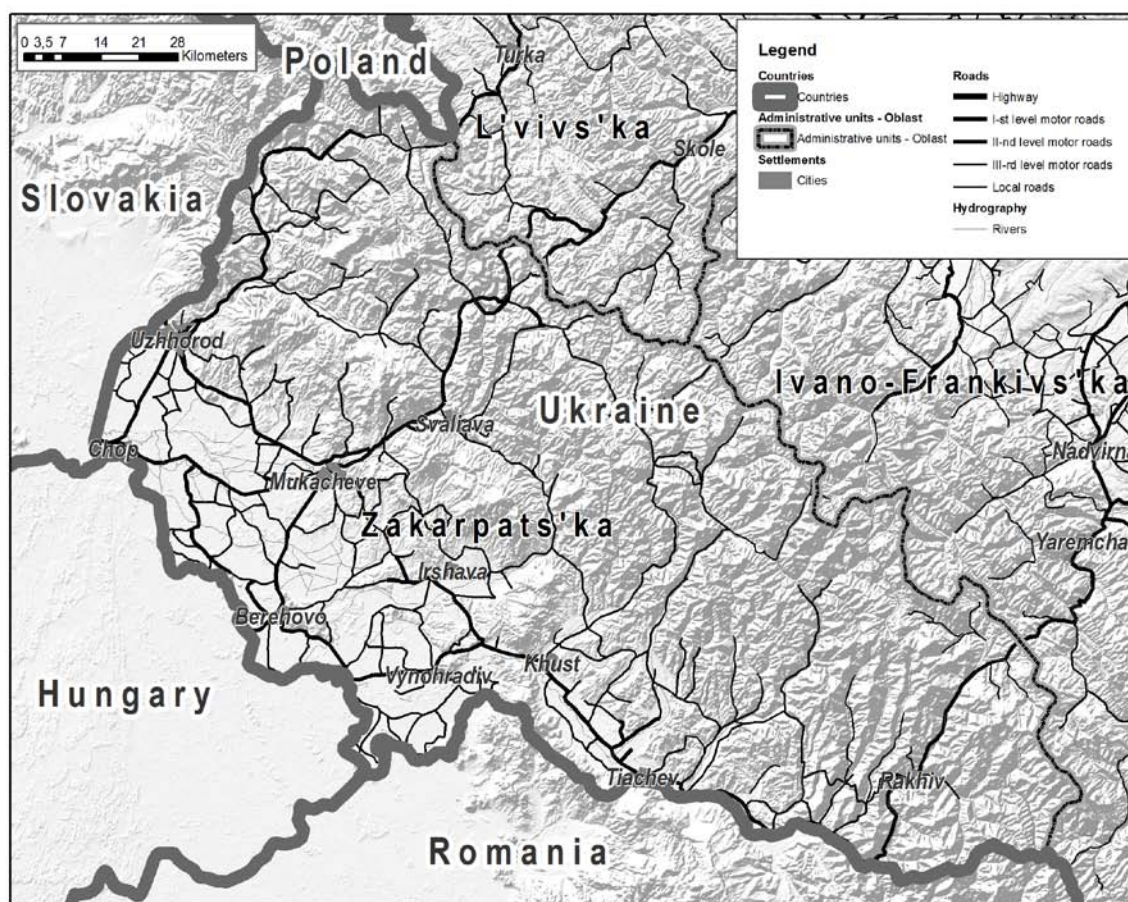 0 3,5 7 14 21 28
Kilometers
Poland
Turka
L'vivs'ka
Skole
Slovakia
Legend
Countries
Countries
Administrative units - Oblast
Administrative units - Oblast
Settlements
Cities
Roads
Highway
I-st level motor roads
II-nd level motor roads
III-rd level motor roads
Local roads
Hydrography
Rivers
Uzhhorod
Ivano-Frankivs'ka
Ukraine
Svaliava
Chop
Nadvirna
Mukacheve
Zakarpats'ka
Yaremcha
Irshava
Berehovo
Khust
Vynohradiv
Hungary
Tiachev
Rakhiv
Romania